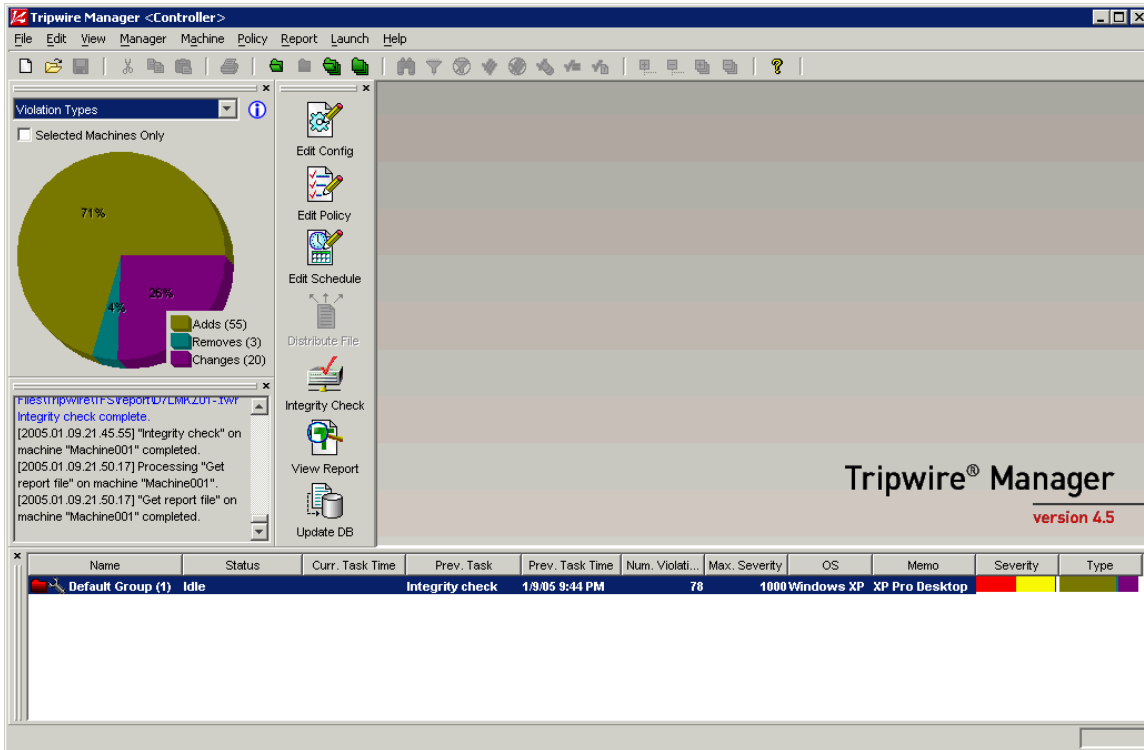 Tripwire Manager <Controller>
File Edit View Manager Machine Policy Report Launch Help
Violation Types
Selected Machines Only
71%
26%
4%
Adds (55)
Removes (3)
Changes (20)
Integrity check complete.
[2005.01.09.21.45.55] "Integrity check" on
machine "Machine001" completed.
[2005.01.09.21.50.17] Processing "Get
report file" on machine "Machine001".
[2005.01.09.21.50.17] "Get report file" on
machine "Machine001" completed.
Edit Config
Edit Policy
Edit Schedule
Distribute File
Integrity Check
View Report
Update DB
Tripwire® Manager
version 4.5
Name Status Curr. Task Time Prev. Task Prev. Task Time Num. Violati... Max. Severity OS Memo Severity Type
Default Group (1) Idle Integrity check 1/9/05 9:44 PM 78 1000 Windows XP XP Pro Desktop